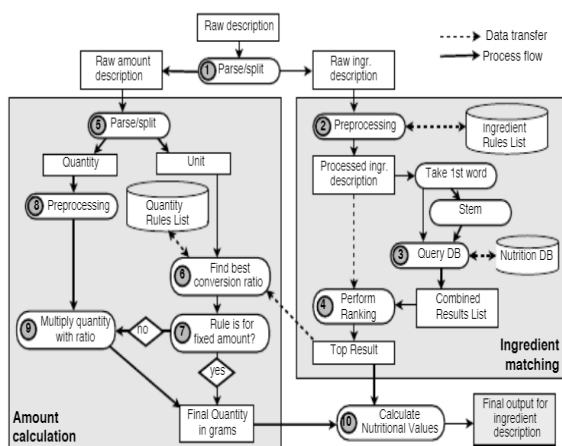 Raw description
Data transfer
Process flow
Raw amount
description
1 Parse/split
Raw ingr.
description
5 Parse/split
Quantity
Unit
8 Preprocessing
Quantity
Rules List
6 Find best
conversion ratio
9 Multiply quantity
with ratio
no
7 Rule is for
fixed amount?
yes
Final Quantity
in grams
Amount
calculation
2 Preprocessing
Ingredient
Rules List
Processed ingr.
description
Take 1st word
Stem
3 Query DB
Nutrition DB
4 Perform
Ranking
Combined
Results List
Top Result
Ingredient
matching
10 Calculate
Nutritional Values
Final output for
ingredient
description